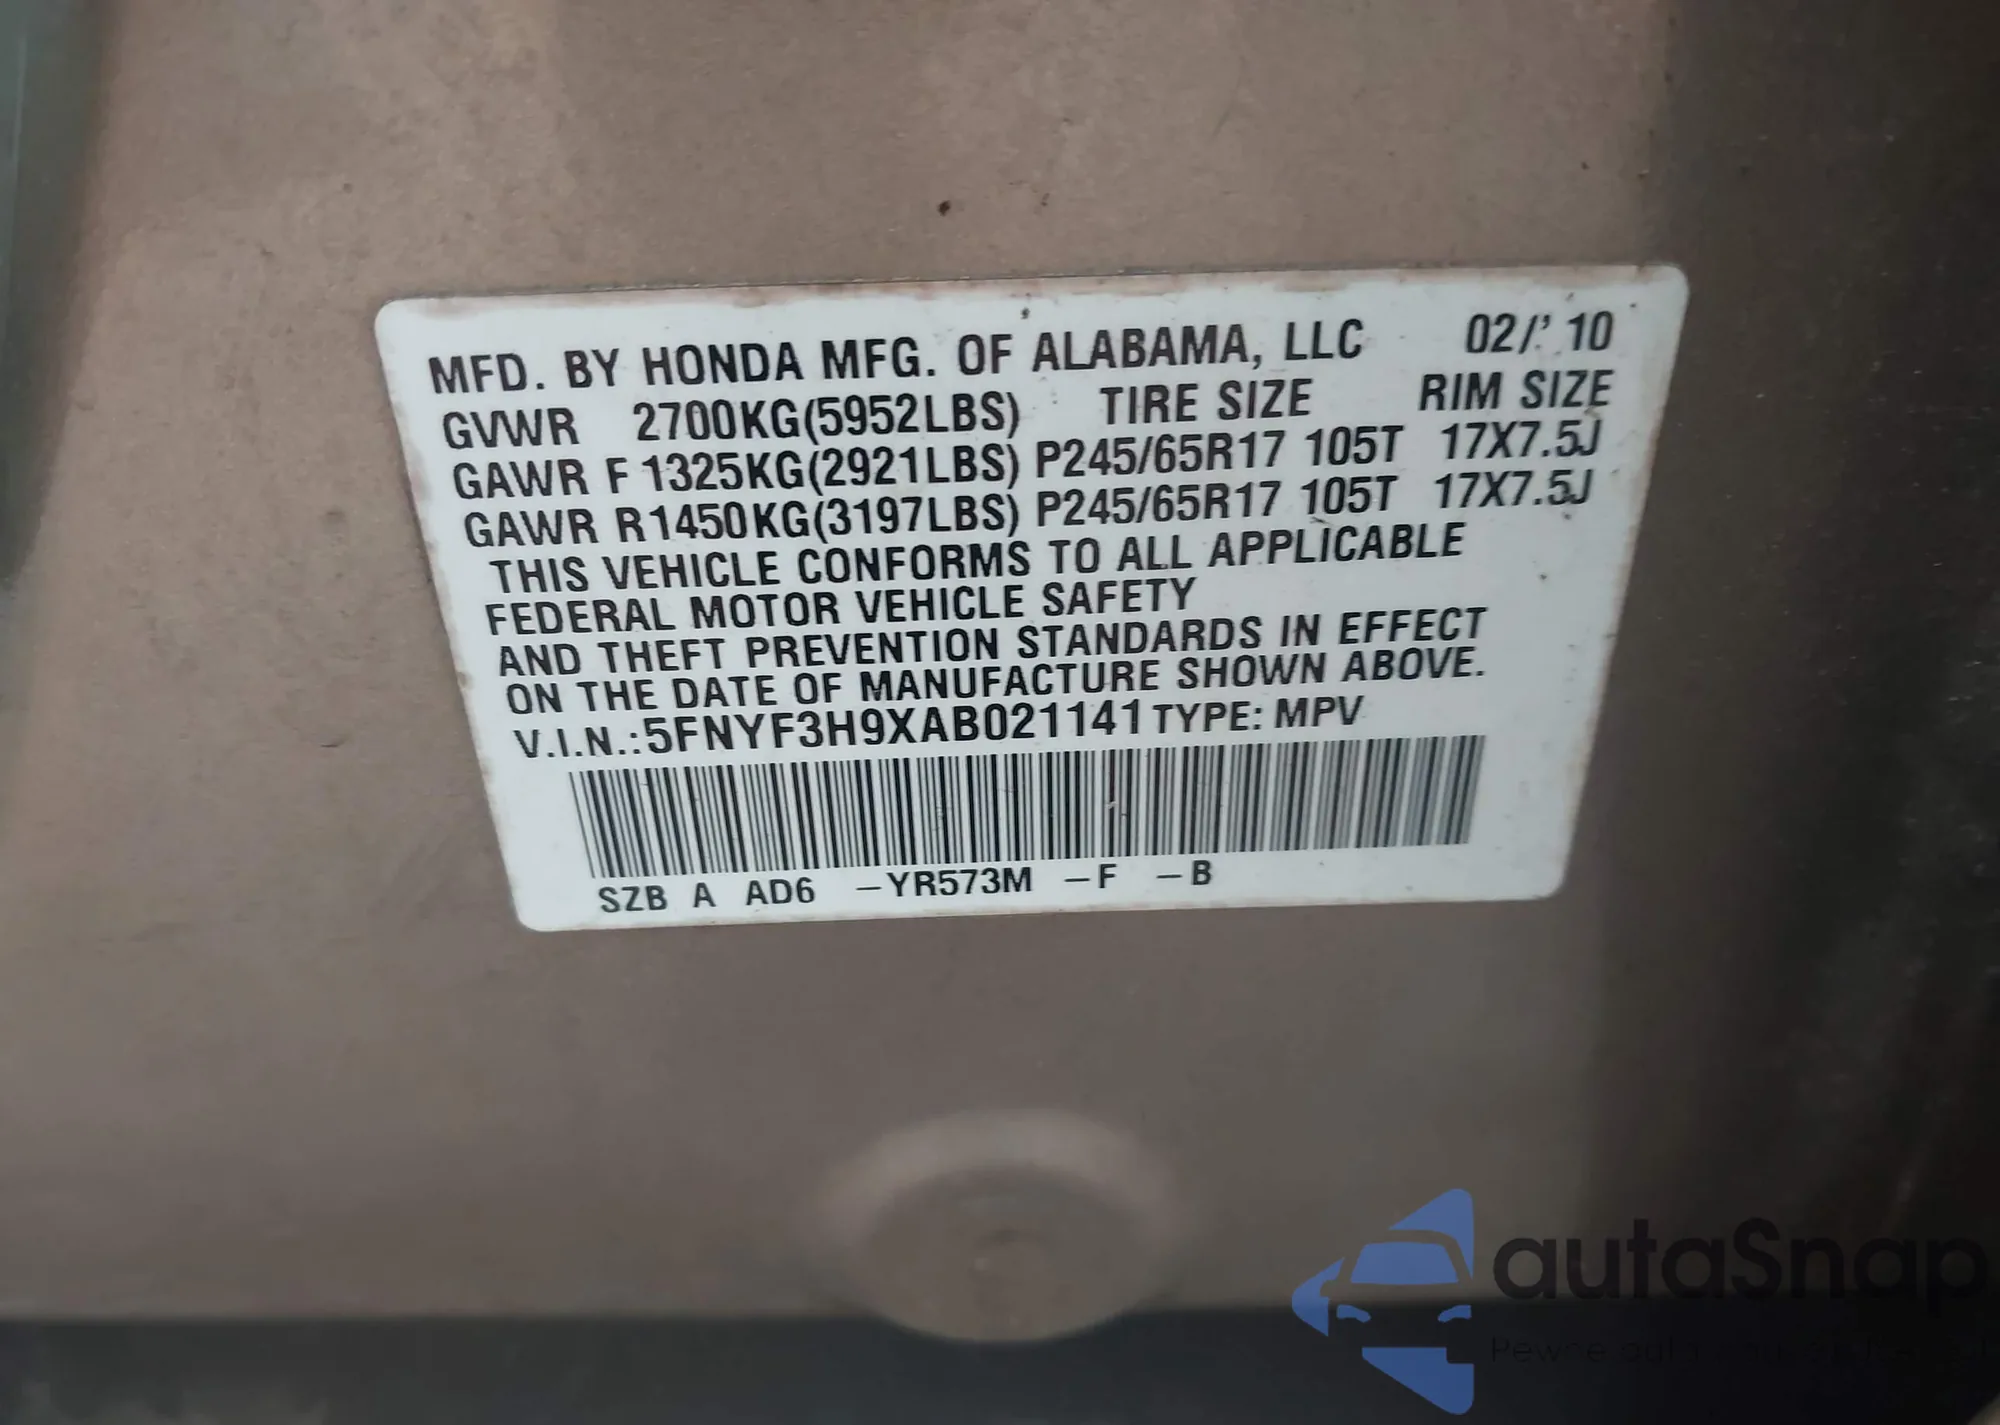 MFD. BY HONDA MFG. OF ALABAMA, LLC 02/'10
GVWR 2700KG(5952LBS) TIRE SIZE RIM SIZE
GAWR F 1325KG(2921LBS) P245/65R17 105T 17X7.5J
GAWR R 1450KG(3197LBS) P245/65R17 105T 17X7.5J
THIS VEHICLE CONFORMS TO ALL APPLICABLE
FEDERAL MOTOR VEHICLE SAFETY
AND THEFT PREVENTION STANDARDS IN EFFECT
ON THE DATE OF MANUFACTURE SHOWN ABOVE.
V.I.N.:5FNYF3H9XAB021141 TYPE: MPV
SZB A AD6 -YR573M -F -B
autaSnap
Pewne auta